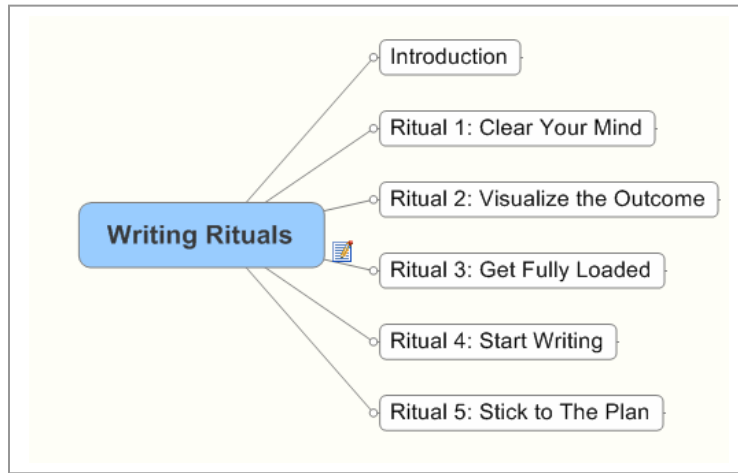 Introduction
Ritual 1: Clear Your Mind
Ritual 2: Visualize the Outcome
Writing Rituals
Ritual 3: Get Fully Loaded
Ritual 4: Start Writing
Ritual 5: Stick to The Plan